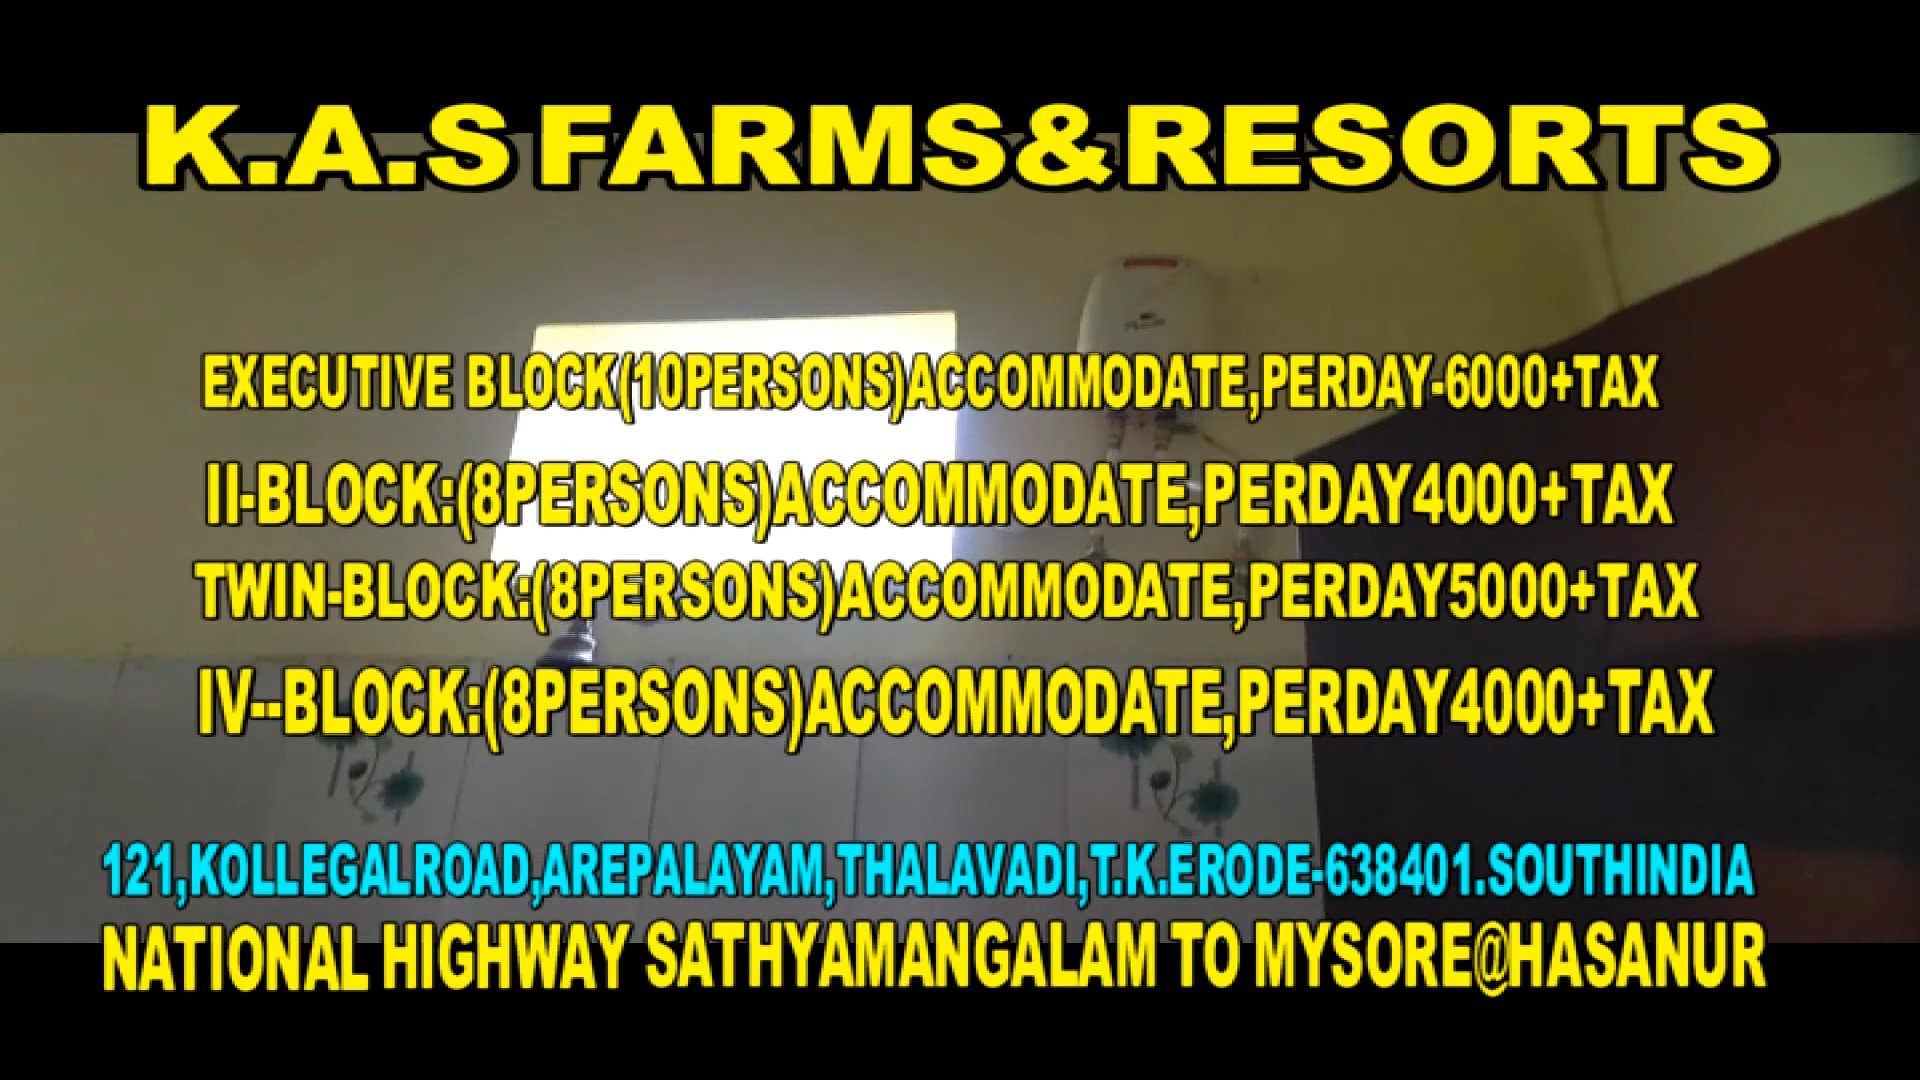 K.A.S FARMS&RESORTS
EXECUTIVE BLOCK(10PERSONS)ACCOMMODATE,PERDAY-6000+TAX
II-BLOCK:(8PERSONS)ACCOMMODATE,PERDAY4000+TAX
TWIN-BLOCK:(8PERSONS)ACCOMMODATE,PERDAY5000+TAX
IV--BLOCK:(8PERSONS)ACCOMMODATE,PERDAY4000+TAX
121,KOLLEGALROAD,AREPALAYAM,THALAVADI,T.K.ERODE-638401.SOUTHINDIA
NATIONAL HIGHWAY SATHYAMANGALAM TO MYSORE@HASANUR